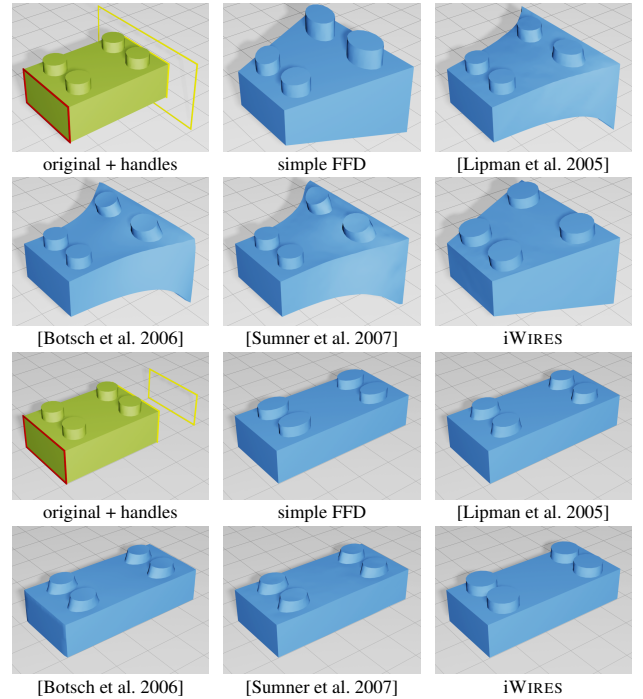 original + handles
simple FFD
[Lipman et al. 2005]
[Botsch et al. 2006]
[Sumner et al. 2007]
iWIRES
original + handles
simple FFD
[Lipman et al. 2005]
[Botsch et al. 2006]
[Sumner et al. 2007]
iWIRES